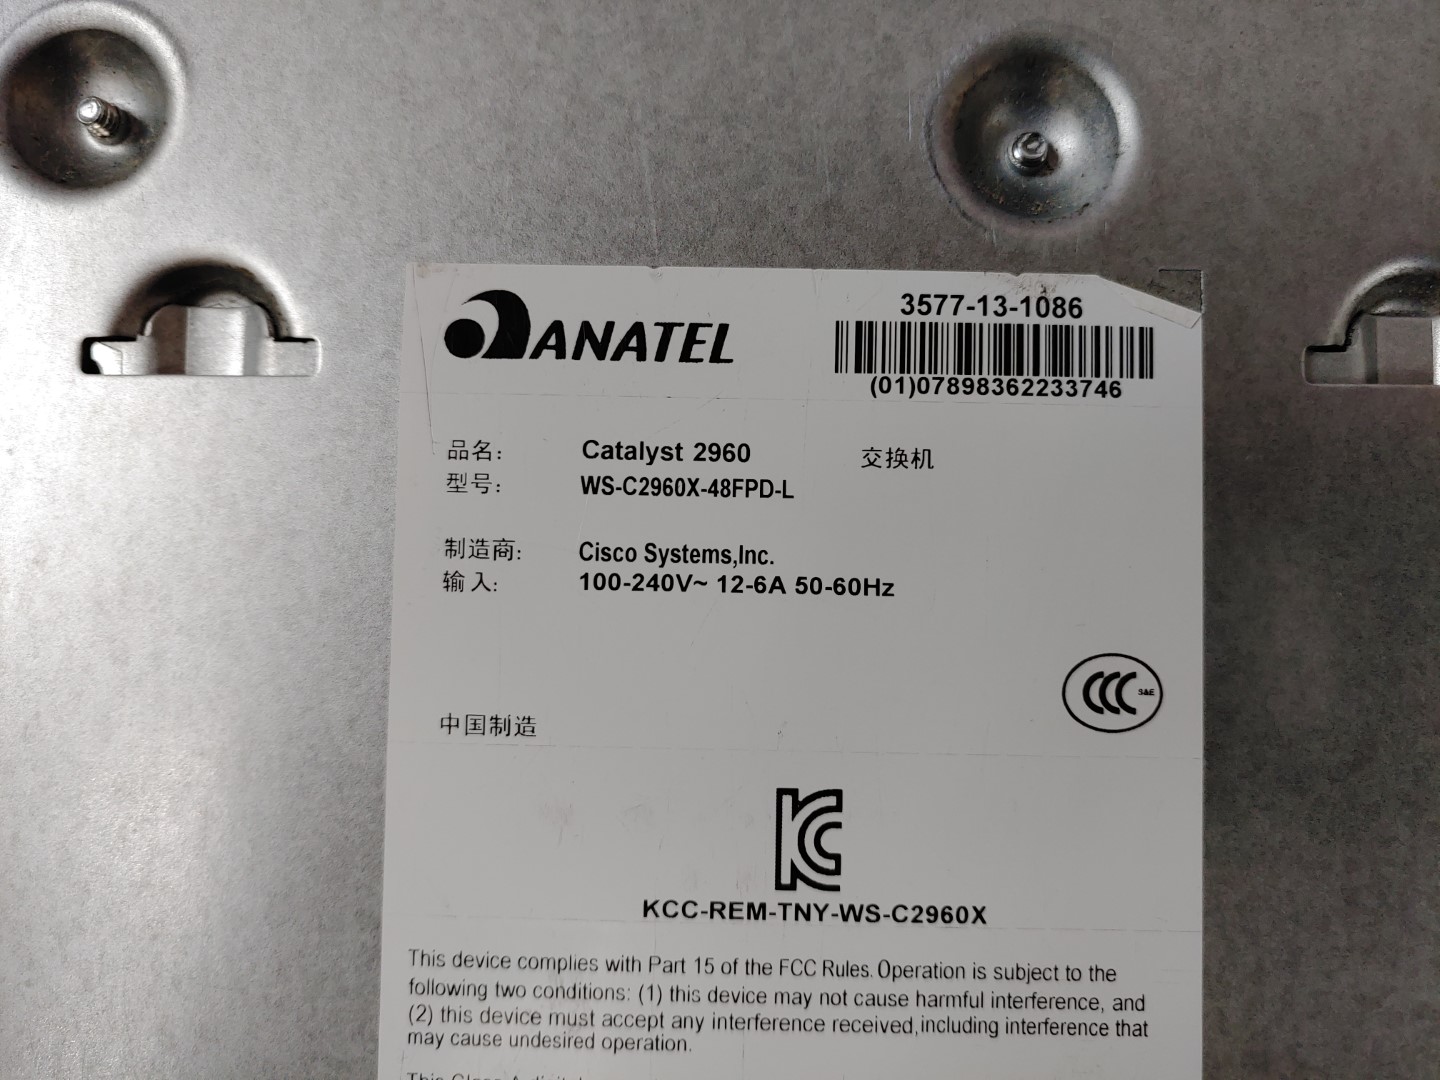 ANATEL
3577-13-1086
(01)07898362233746
品名: Catalyst 2960 交换机
型号: WS-C2960X-48FPD-L
制造商: Cisco Systems,Inc.
输入: 100-240V~ 12-6A 50-60Hz
CCC S&E
中国制造
KC
KCC-REM-TNY-WS-C2960X
This device complies with Part 15 of the FCC Rules. Operation is subject to the
following two conditions: (1) this device may not cause harmful interference, and
(2) this device must accept any interference received, including interference that
may cause undesired operation.